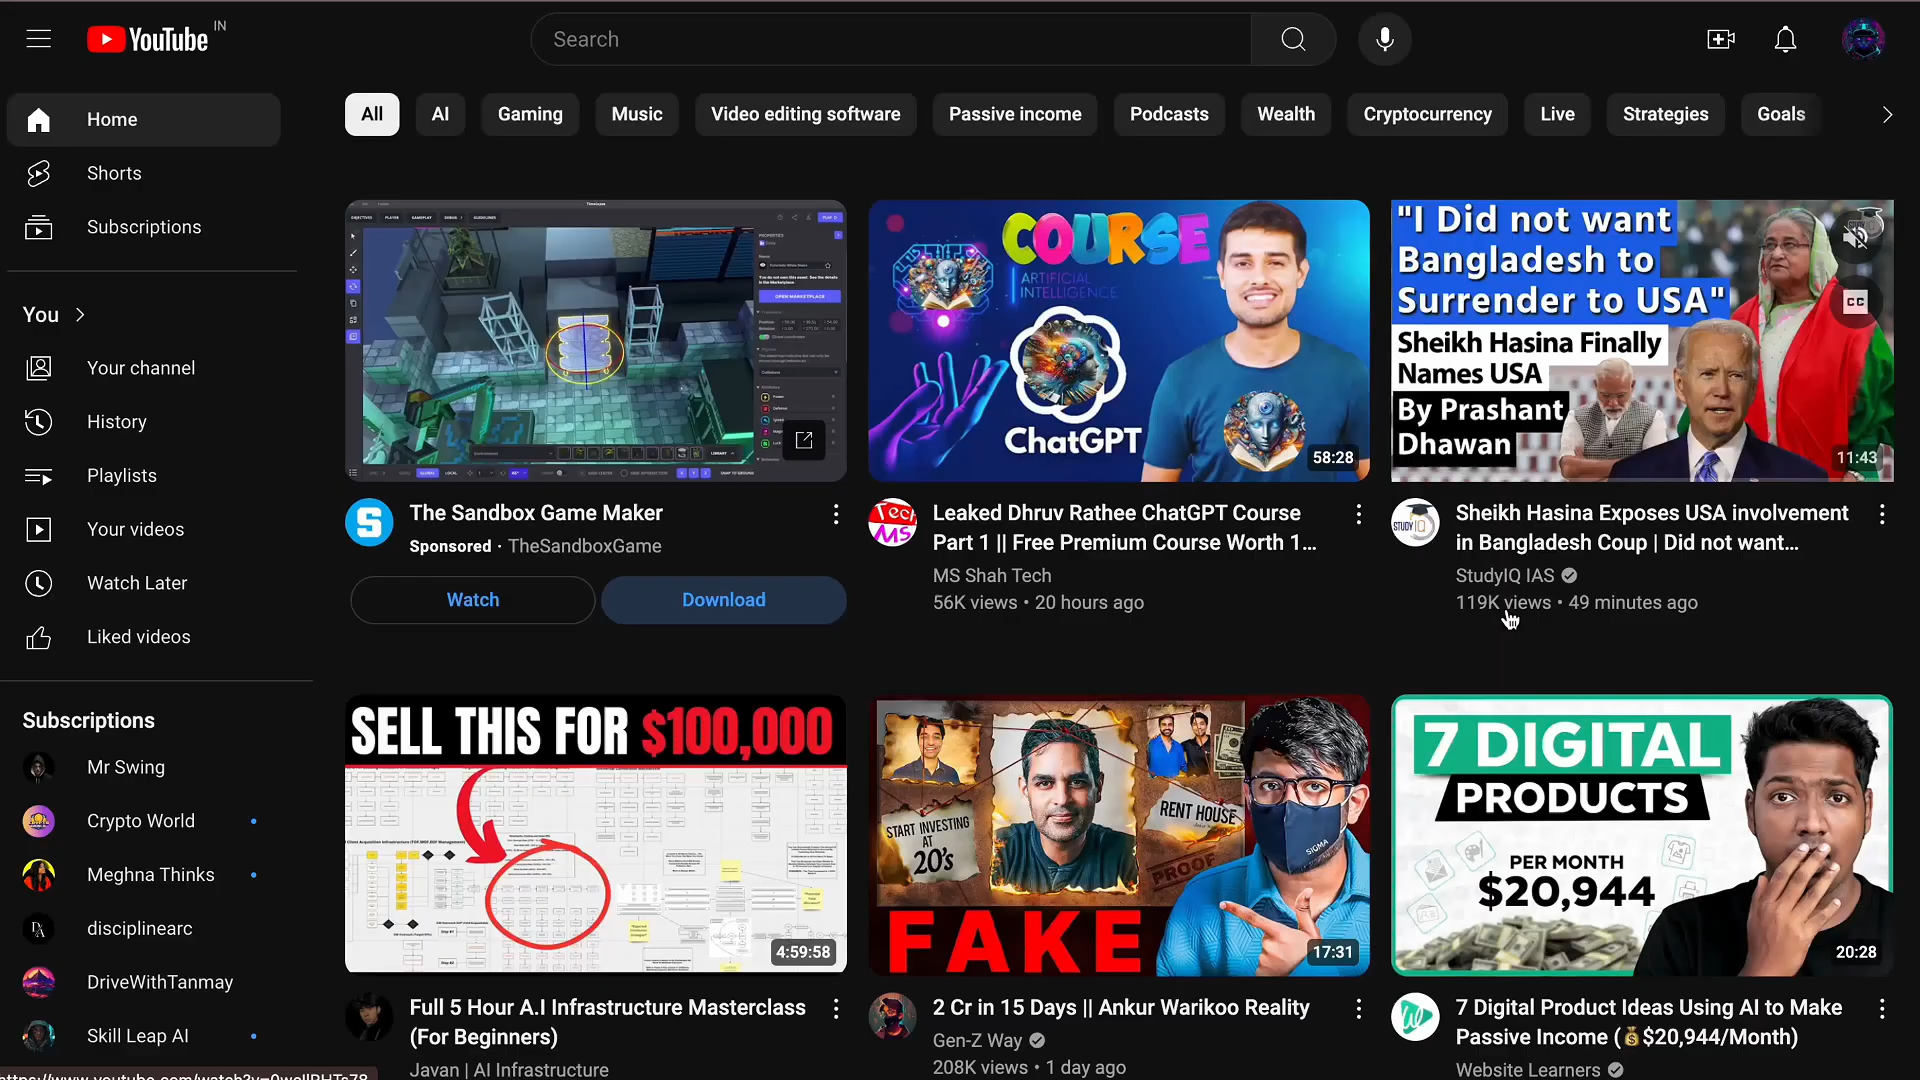 YouTube IN
Search
Home
Shorts
Subscriptions
You
Your channel
History
Playlists
Your videos
Watch Later
Liked videos
Subscriptions
Mr Swing
Crypto World
Meghna Thinks
disciplinearc
DriveWithTanmay
Skill Leap AI
All
AI
Gaming
Music
Video editing software
Passive income
Podcasts
Wealth
Cryptocurrency
Live
Strategies
Goals
OPEN MARKETPLACE
The Sandbox Game Maker
Sponsored · TheSandboxGame
Watch
Download
COURSE
ARTIFICIAL
INTELLIGENCE
ChatGPT
58:28
Tech
MS
Leaked Dhruv Rathee ChatGPT Course
Part 1 || Free Premium Course Worth 1...
MS Shah Tech
56K views • 20 hours ago
"I Did not want
Bangladesh to
Surrender to USA"
Sheikh Hasina Finally
Names USA
By Prashant
Dhawan
CC
11:43
STUDY IQ
Sheikh Hasina Exposes USA involvement
in Bangladesh Coup | Did not want...
StudyIQ IAS
119K views • 49 minutes ago
SELL THIS FOR $100,000
4:59:58
Full 5 Hour A.I Infrastructure Masterclass
(For Beginners)
Javan | AI Infrastructure
START INVESTING
AT
20's
RENT HOUSE
PROOF
SIGMA
FAKE
17:31
2 Cr in 15 Days || Ankur Warikoo Reality
Gen-Z Way
208K views • 1 day ago
7 DIGITAL
PRODUCTS
PER MONTH
$20,944
20:28
7 Digital Product Ideas Using AI to Make
Passive Income (💰$20,944/Month)
Website Learners